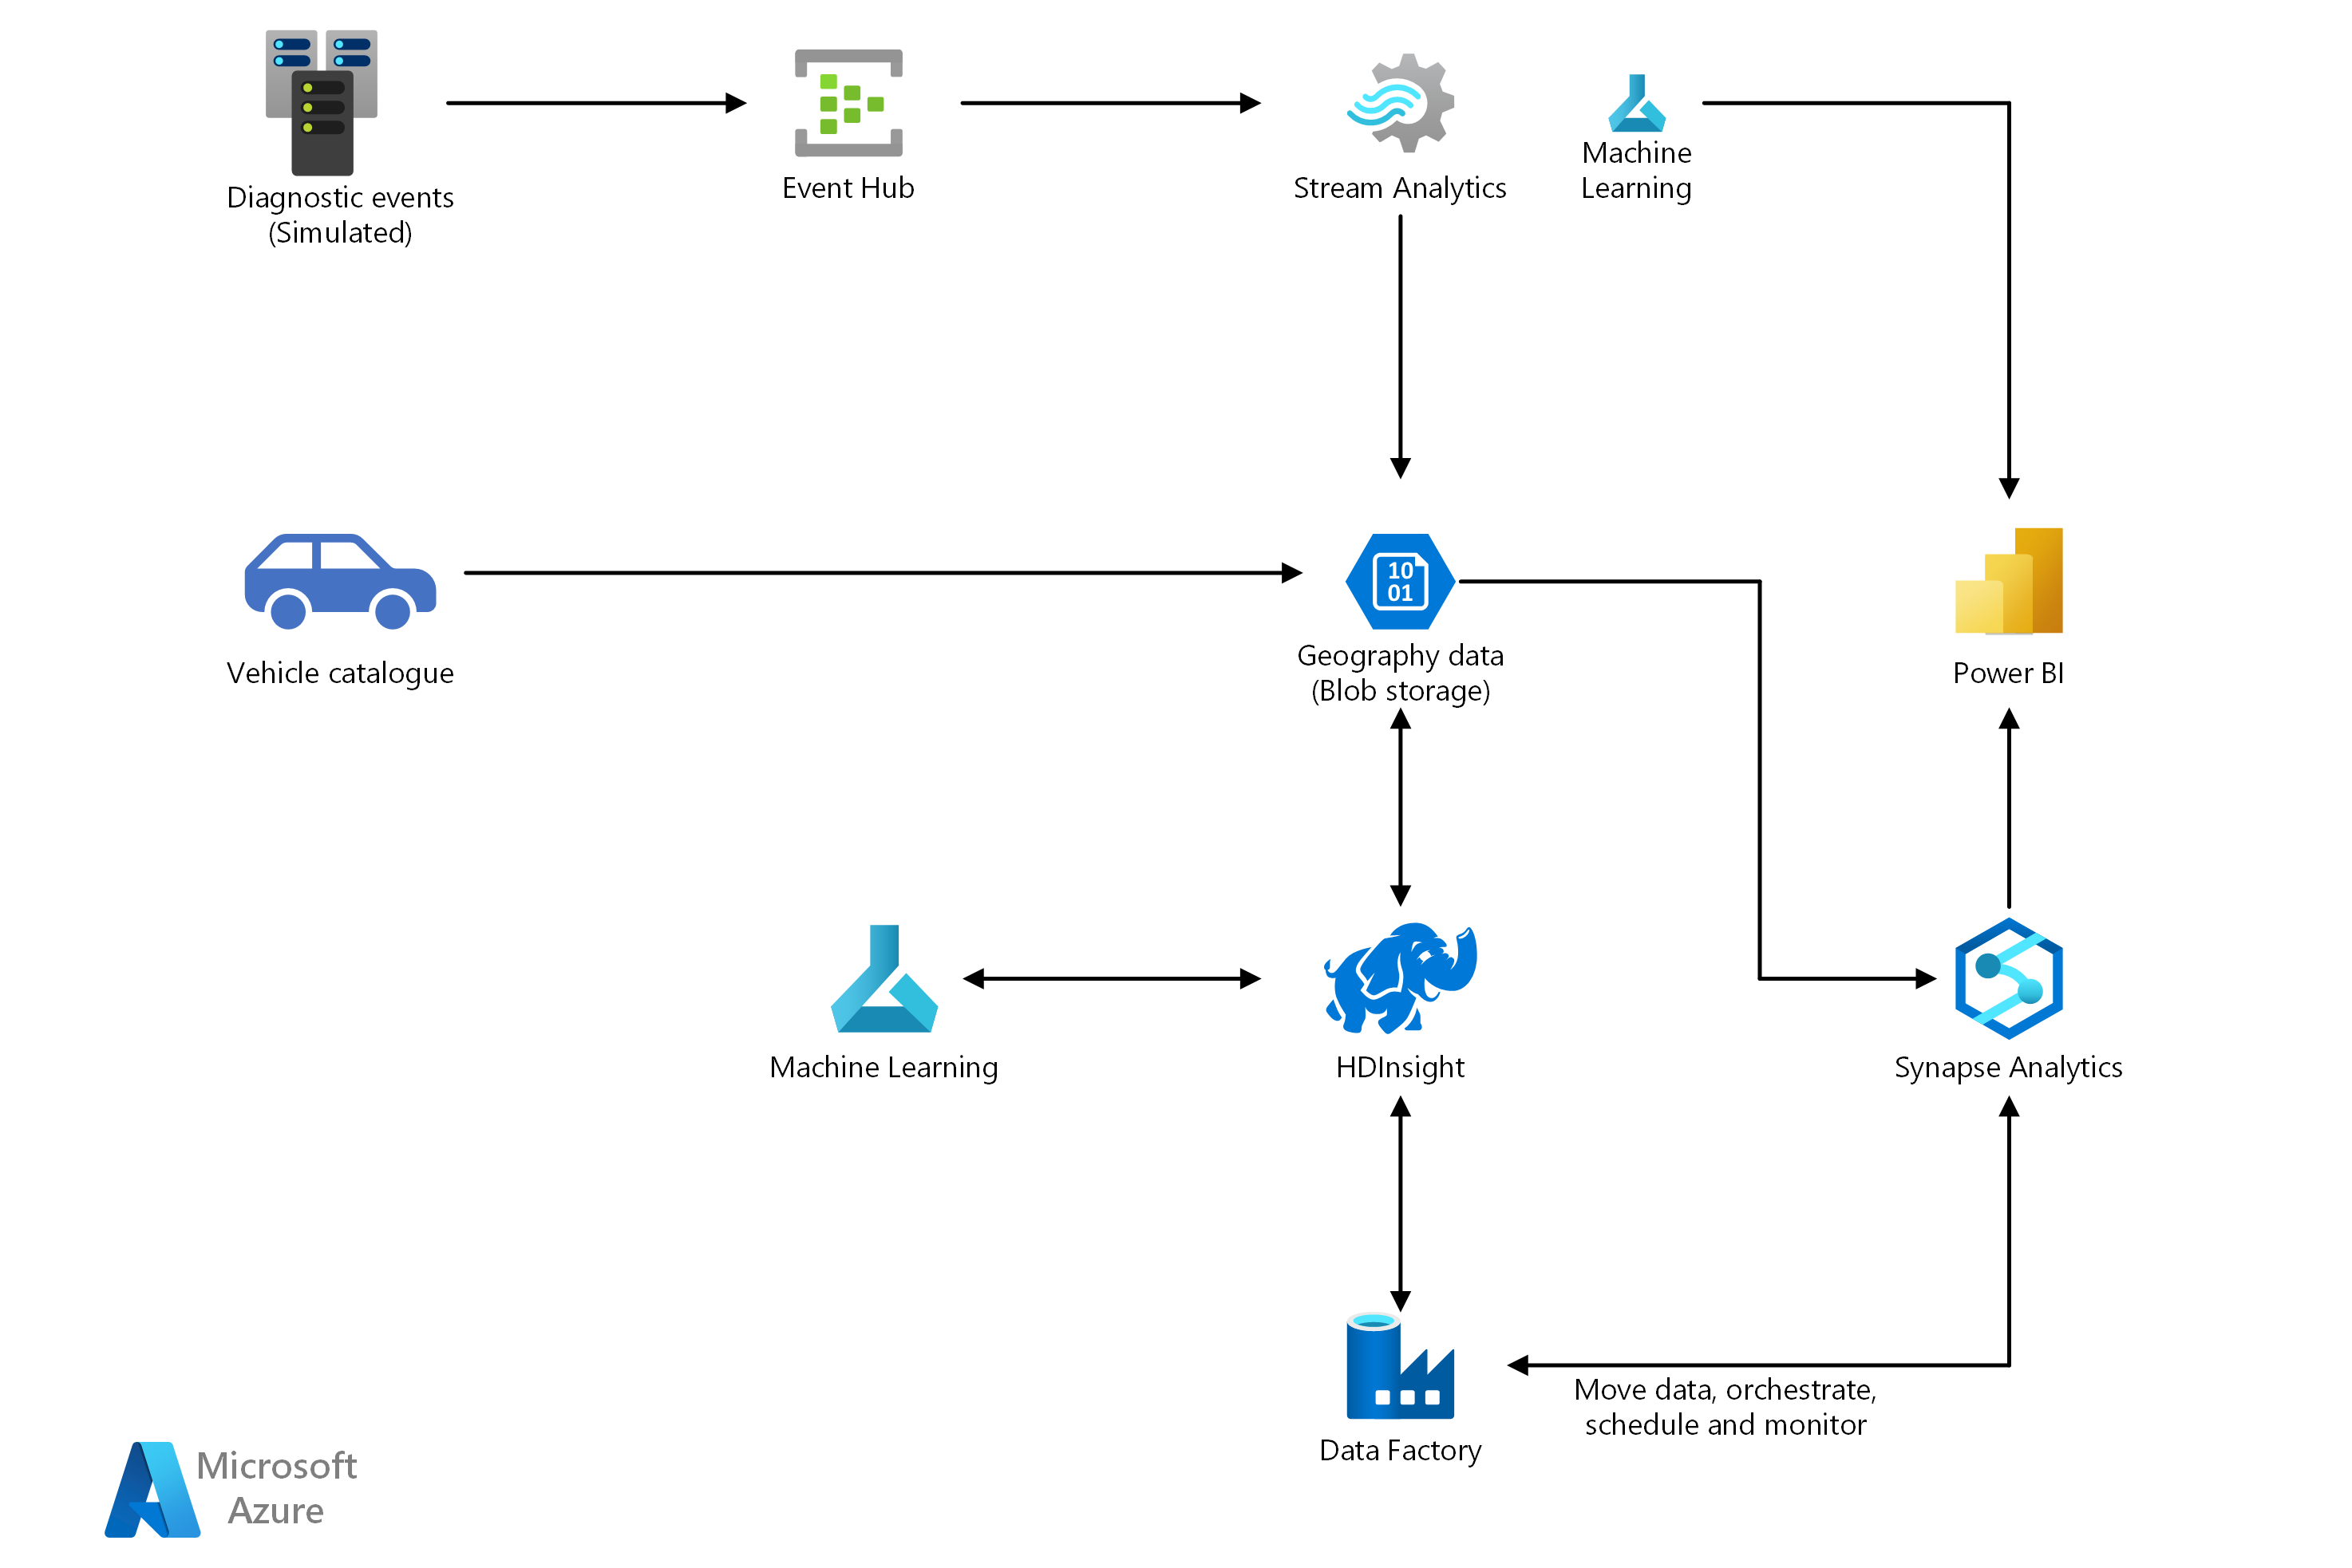 Diagnostic events
(Simulated)
Event Hub
Stream Analytics
Machine
Learning
Vehicle catalogue
10
01
Geography data
(Blob storage)
Power BI
Machine Learning
HDInsight
Synapse Analytics
Move data, orchestrate,
schedule and monitor
Data Factory
Microsoft
Azure